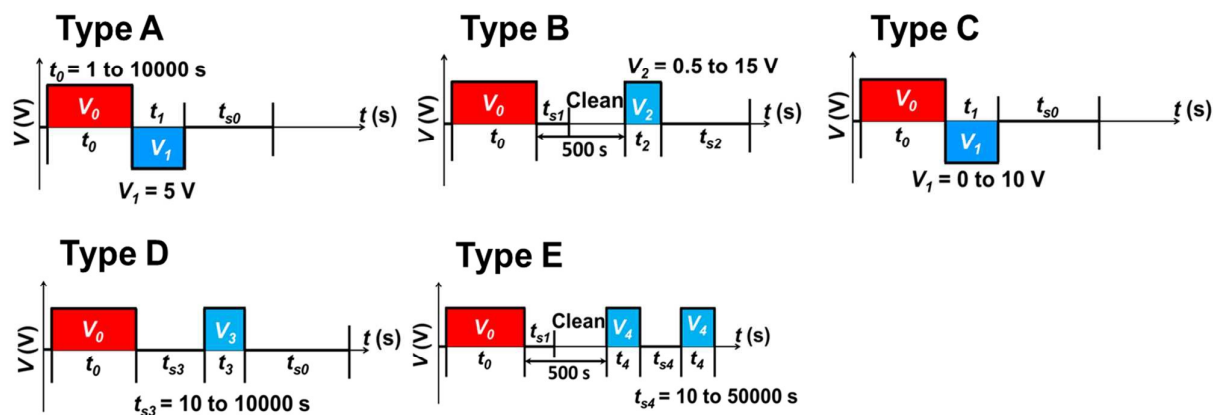 Type A
t₀ = 1 to 10000 s
V (V)
V₀
t₁
tₛ₀
t (s)
t₀
V₁
V₁ = 5 V
Type B
V₂ = 0.5 to 15 V
V (V)
V₀
tₛ₁
Clean
V₂
t (s)
t₀
500 s
t₂
tₛ₂
Type C
V (V)
V₀
t₁
tₛ₀
t (s)
t₀
V₁
V₁ = 0 to 10 V
Type D
V (V)
V₀
V₃
t (s)
t₀
tₛ₃
t₃
tₛ₀
tₛ₃ = 10 to 10000 s
Type E
V (V)
V₀
tₛ₁
Clean
V₄
V₄
t (s)
t₀
500 s
t₄
tₛ₄
t₄
tₛ₄ = 10 to 50000 s